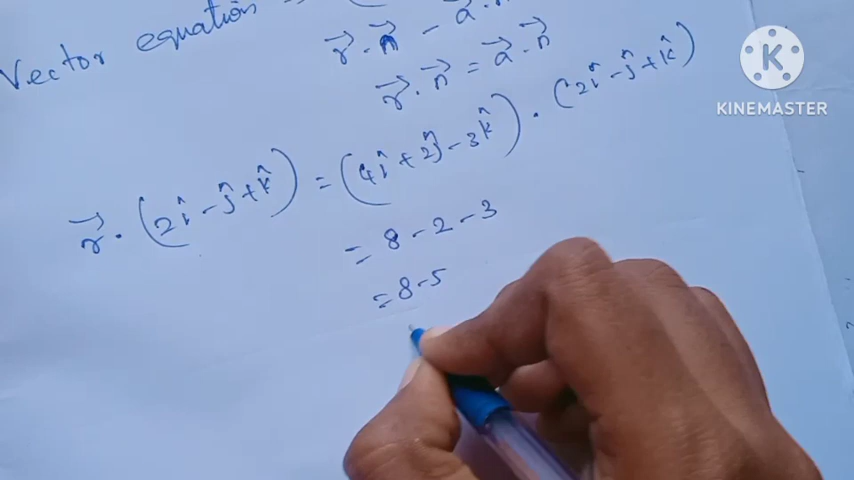 Vector equation =
r⃗ . n⃗ - a⃗ . n
r⃗ . n⃗ = a⃗ . n⃗
r⃗ . (2î - ĵ + k̂) = (4î + 2ĵ - 3k̂) . (2î - ĵ + k̂)
= 8 - 2 - 3
= 8 - 5
K
KINEMASTER